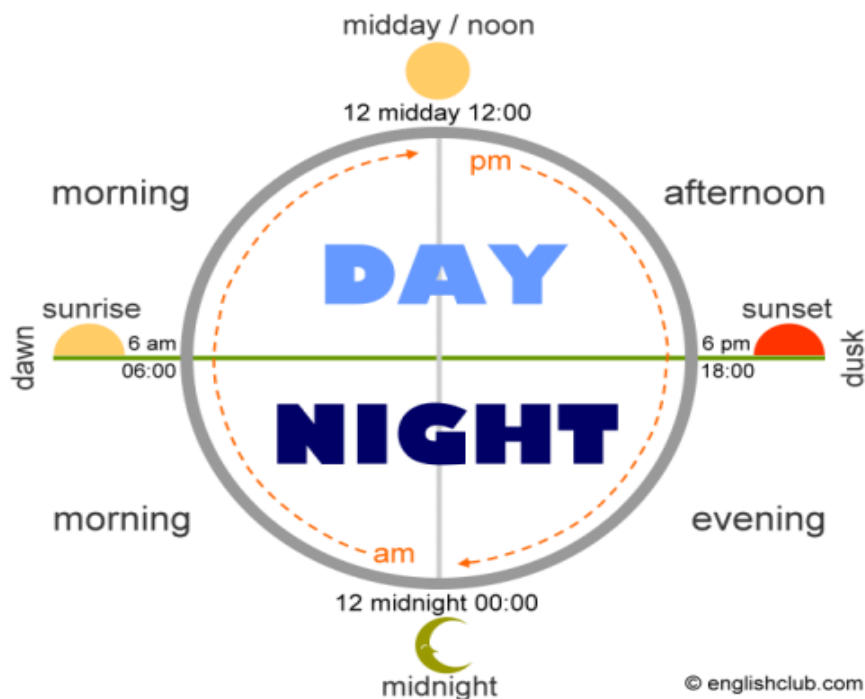 midday / noon
12 midday 12:00
pm
morning
afternoon
DAY
sunrise
sunset
dawn
6 am
6 pm
dusk
06:00
18:00
NIGHT
morning
evening
am
12 midnight 00:00
midnight
© englishclub.com